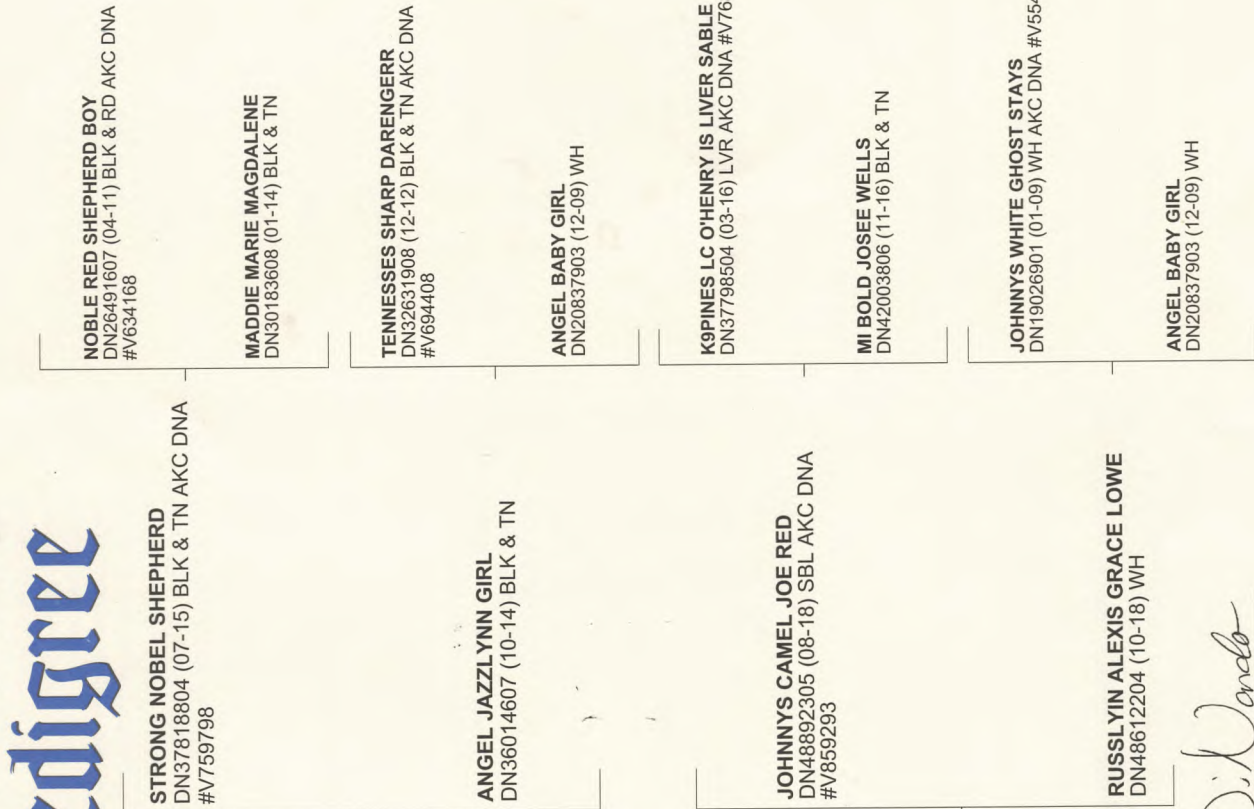 STRONG NOBEL SHEPHERD
DN37818804 (07-15) BLK & TN AKC DNA
#V759798
ANGEL JAZZLYNN GIRL
DN36014607 (10-14) BLK & TN
JOHNNYS CAMEL JOE RED
DN48892305 (08-18) SBL AKC DNA
#V859293
RUSSLYIN ALEXIS GRACE LOWE
DN48612204 (10-18) WH
NOBLE RED SHEPHERD BOY
DN26491607 (04-11) BLK & RD AKC DNA
#V634168
MADDIE MARIE MAGDALENE
DN30183608 (01-14) BLK & TN
TENNESSES SHARP DARENGERR
DN32631908 (12-12) BLK & TN AKC DNA
#V694408
ANGEL BABY GIRL
DN20837903 (12-09) WH
K9PINES LC O'HENRY IS LIVER SABLE
DN37798504 (03-16) LVR AKC DNA #V76
MI BOLD JOSEE WELLS
DN42003806 (11-16) BLK & TN
JOHNNYS WHITE GHOST STAYS
DN19026901 (01-09) WH AKC DNA #V554
ANGEL BABY GIRL
DN20837903 (12-09) WH